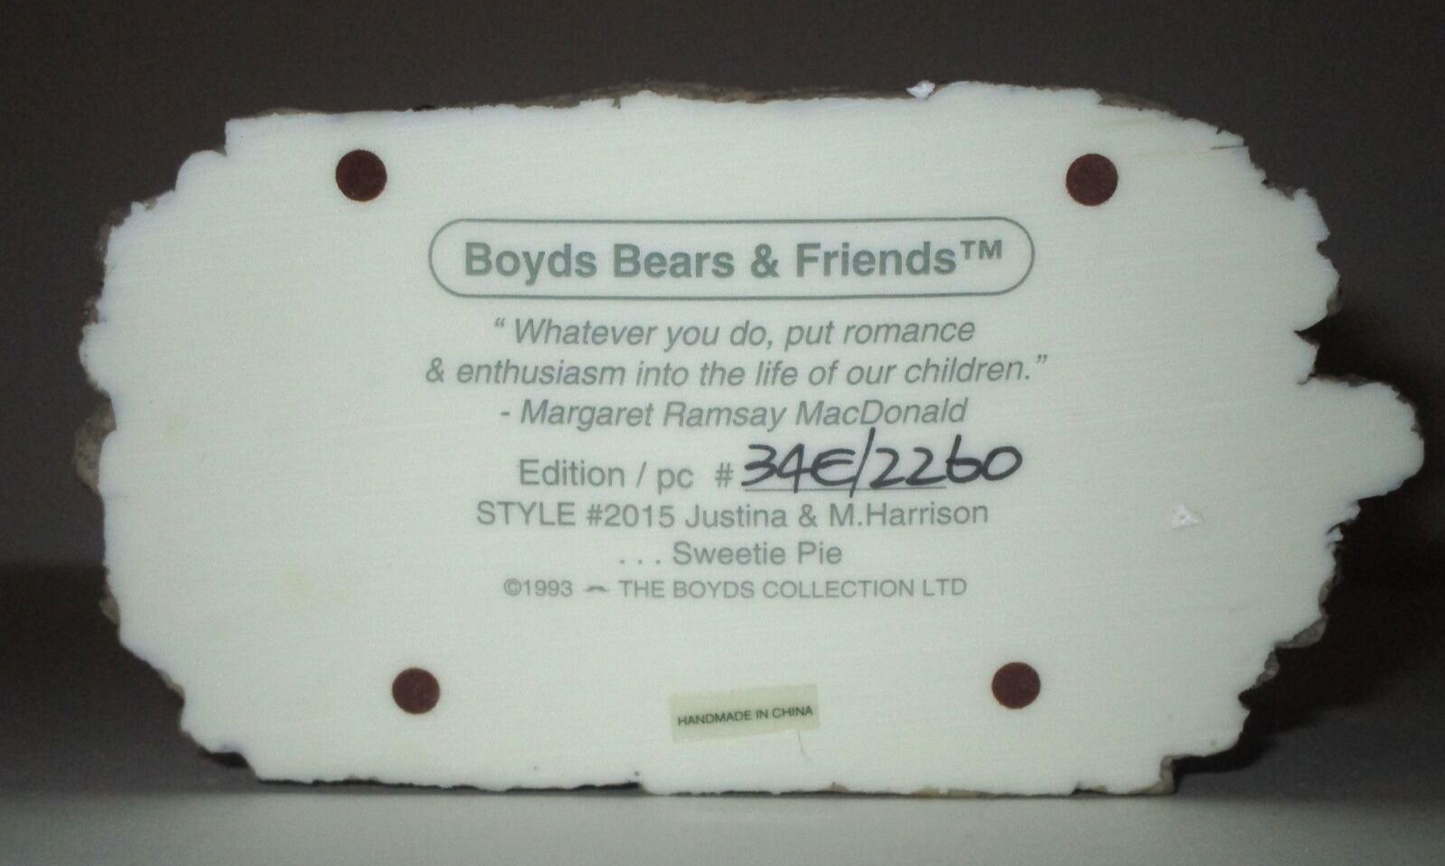 Boyds Bears & Friends™
“ Whatever you do, put romance
& enthusiasm into the life of our children.”
- Margaret Ramsay MacDonald
Edition / pc # 34E/2260
STYLE #2015 Justina & M.Harrison
. . . Sweetie Pie
©1993 ~ THE BOYDS COLLECTION LTD
HANDMADE IN CHINA